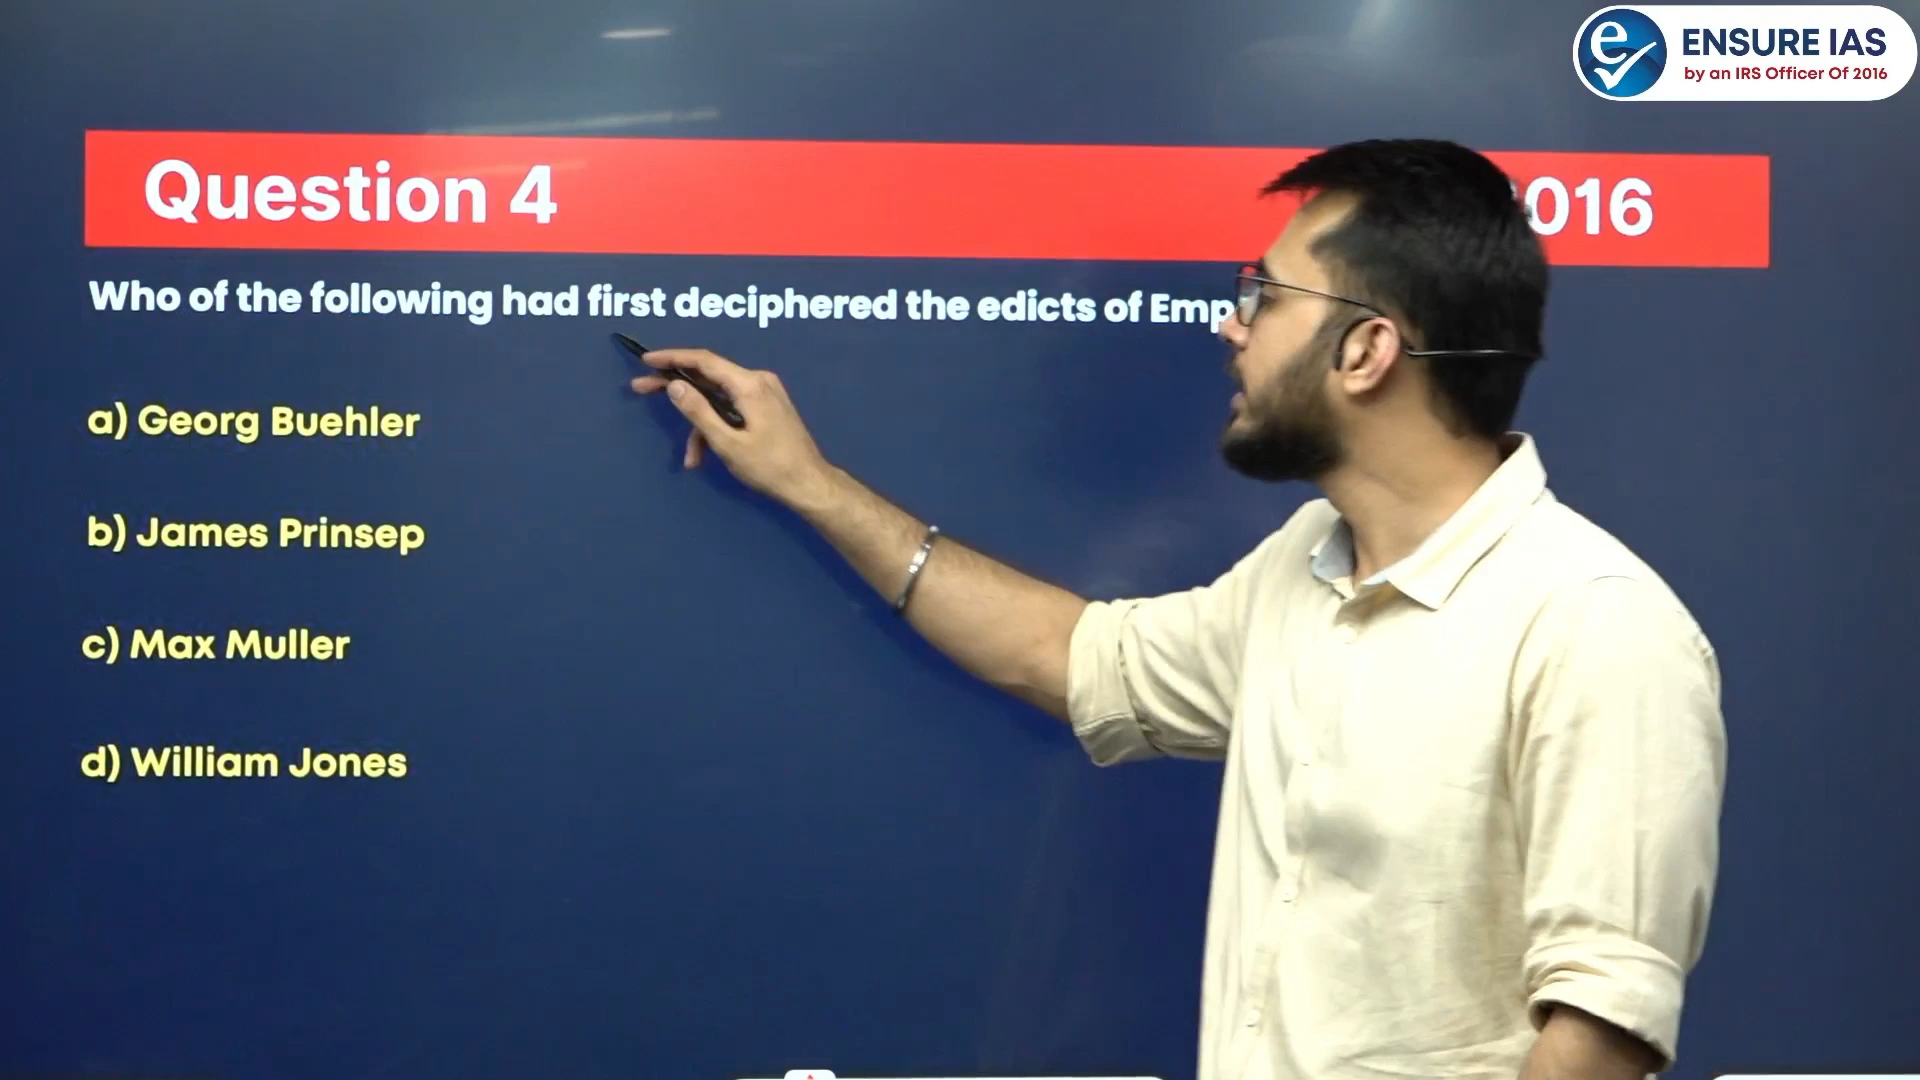 ENSURE IAS
by an IRS Officer Of 2016
Question 4
016
Who of the following had first deciphered the edicts of Emp
a) Georg Buehler
b) James Prinsep
c) Max Muller
d) William Jones